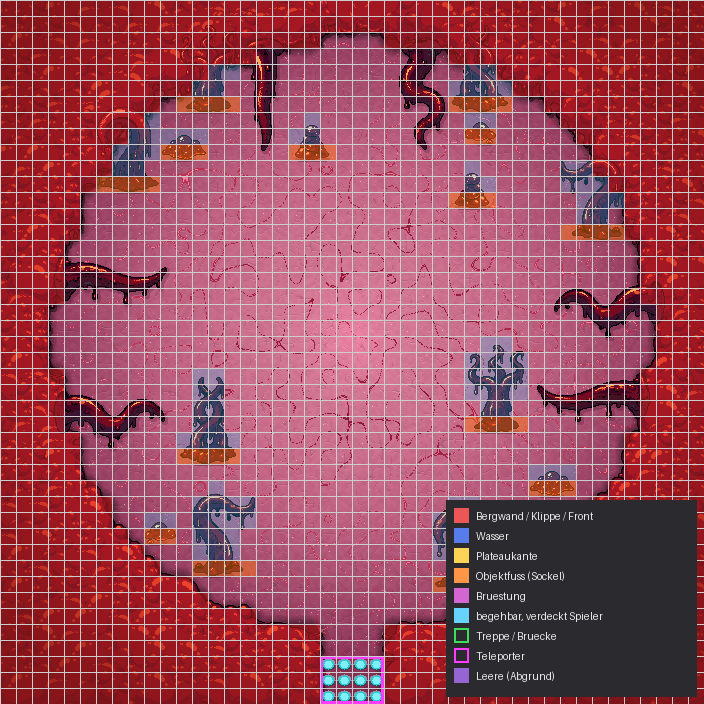 Bergwand / Klippe / Front
Wasser
Plateaukante
Objektfuss (Sockel)
Bruestung
begehbar, verdeckt Spieler
Treppe / Bruecke
Teleporter
Leere (Abgrund)